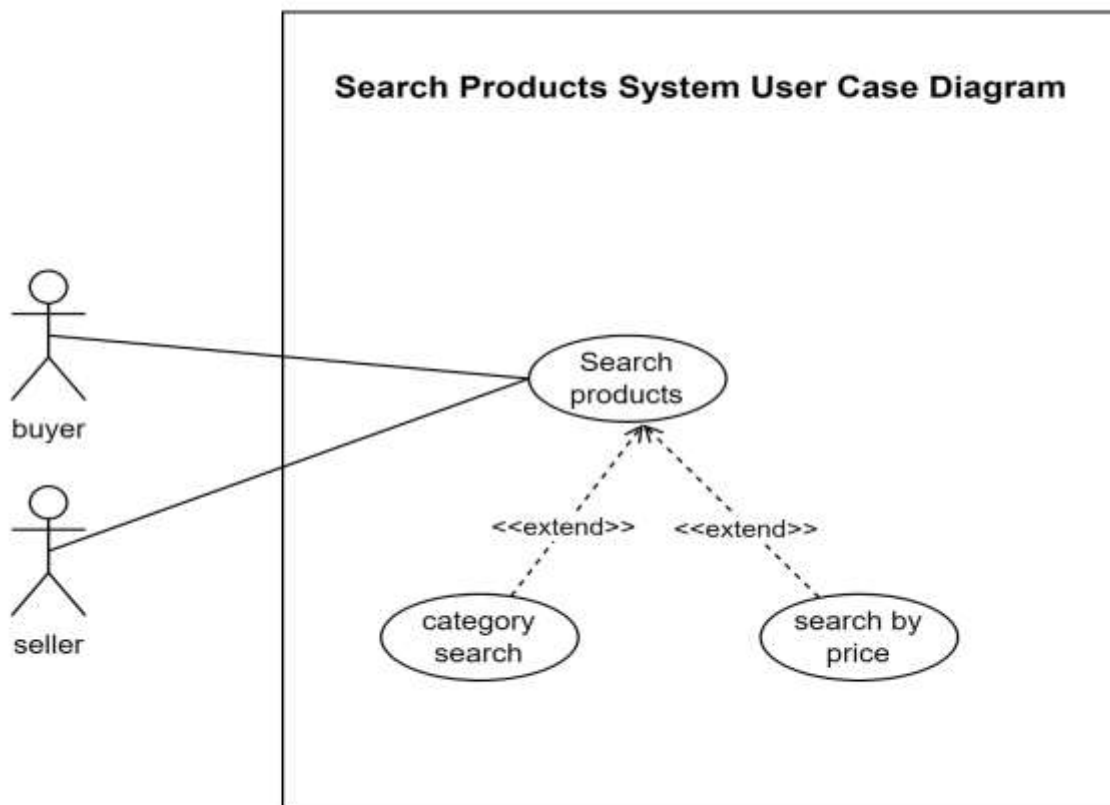 Search Products System User Case Diagram
Search
products
buyer
<<extend>>
<<extend>>
category
search
search by
price
seller